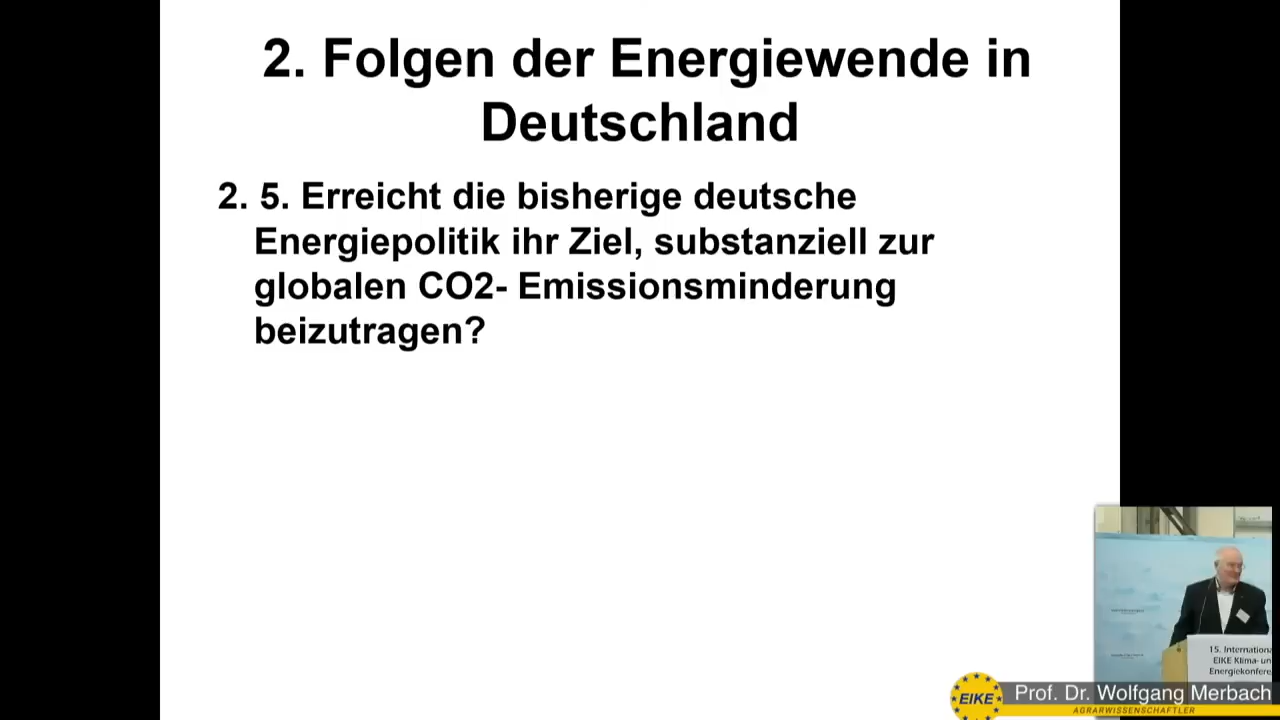 2. Folgen der Energiewende in
Deutschland
2. 5. Erreicht die bisherige deutsche
Energiepolitik ihr Ziel, substanziell zur
globalen CO2- Emissionsminderung
beizutragen?
15. Internationa
EIKE Klima- un
Energiekonfere
EIKE
Prof. Dr. Wolfgang Merbach
AGRARWISSENSCHAFTLER